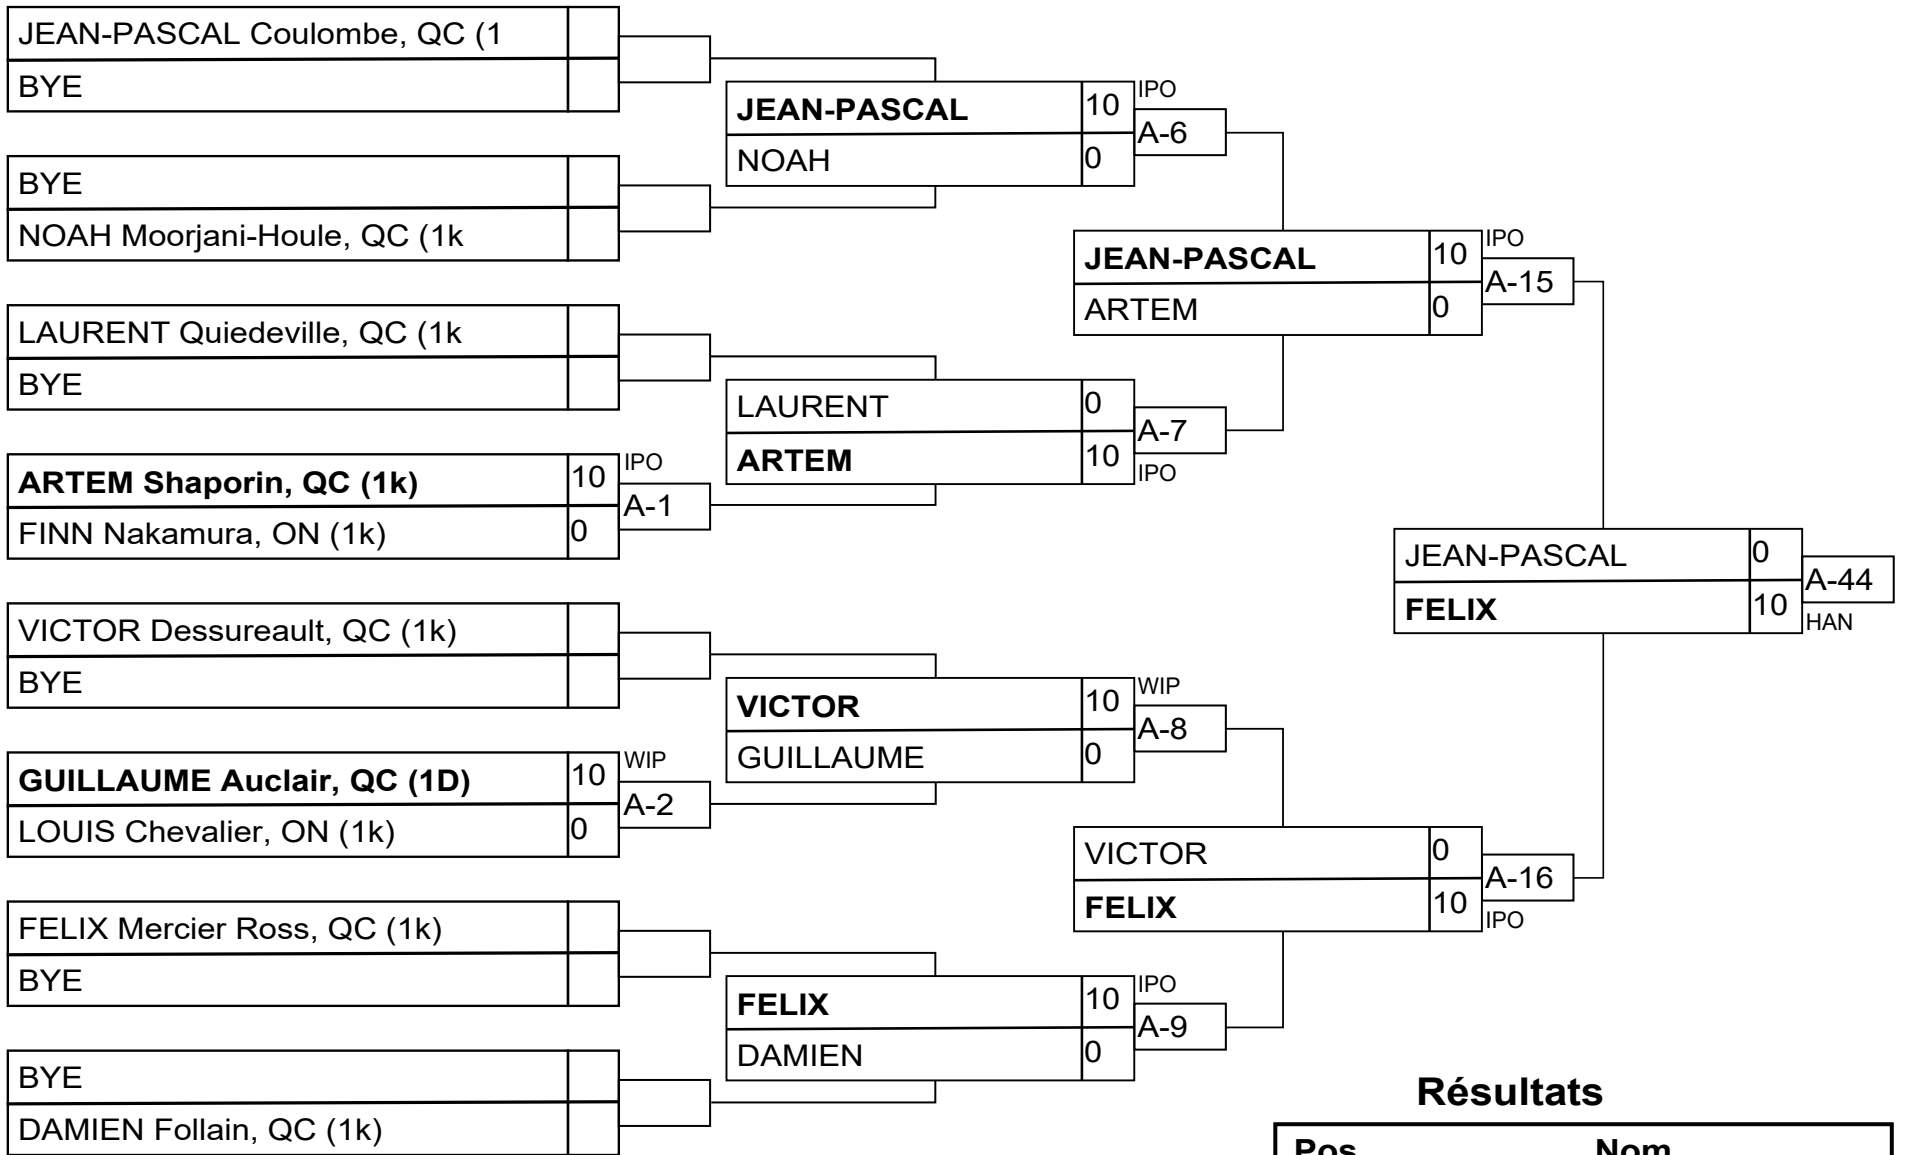 JEAN-PASCAL Coulombe, QC (1
BYE
BYE
NOAH Moorjani-Houle, QC (1k
LAURENT Quiedeville, QC (1k
BYE
ARTEM Shaporin, QC (1k) 10 IPO
A-1
FINN Nakamura, ON (1k) 0
VICTOR Dessureault, QC (1k)
BYE
GUILLAUME Auclair, QC (1D) 10 WIP
A-2
LOUIS Chevalier, ON (1k) 0
FELIX Mercier Ross, QC (1k)
BYE
BYE
DAMIEN Follain, QC (1k)
JEAN-PASCAL 10 IPO
A-6
NOAH 0
LAURENT 0
A-7
ARTEM 10 IPO
VICTOR 10 WIP
A-8
GUILLAUME 0
FELIX 10 IPO
A-9
DAMIEN 0
JEAN-PASCAL 10 IPO
A-15
ARTEM 0
VICTOR 0
A-16
FELIX 10 IPO
JEAN-PASCAL 0
A-44
FELIX 10 HAN
Résultats
Pos Nom